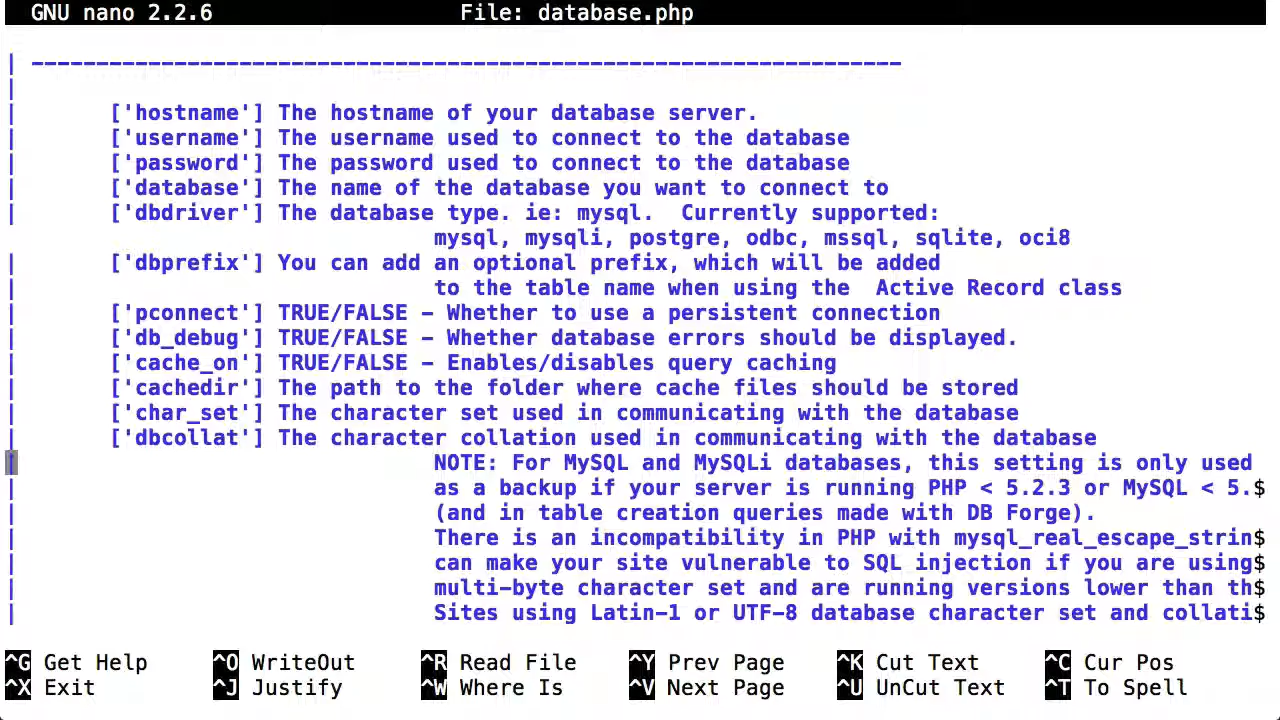 GNU nano 2.2.6 File: database.php
| -------------------------------------------------------------------
|
| ['hostname'] The hostname of your database server.
| ['username'] The username used to connect to the database
| ['password'] The password used to connect to the database
| ['database'] The name of the database you want to connect to
| ['dbdriver'] The database type. ie: mysql.  Currently supported:
mysql, mysqli, postgre, odbc, mssql, sqlite, oci8
| ['dbprefix'] You can add an optional prefix, which will be added
| to the table name when using the  Active Record class
| ['pconnect'] TRUE/FALSE - Whether to use a persistent connection
| ['db_debug'] TRUE/FALSE - Whether database errors should be displayed.
| ['cache_on'] TRUE/FALSE - Enables/disables query caching
| ['cachedir'] The path to the folder where cache files should be stored
| ['char_set'] The character set used in communicating with the database
| ['dbcollat'] The character collation used in communicating with the database
| NOTE: For MySQL and MySQLi databases, this setting is only used
| as a backup if your server is running PHP < 5.2.3 or MySQL < 5.$
| (and in table creation queries made with DB Forge).
| There is an incompatibility in PHP with mysql_real_escape_strin$
| can make your site vulnerable to SQL injection if you are using$
| multi-byte character set and are running versions lower than th$
| Sites using Latin-1 or UTF-8 database character set and collati$
^G Get Help ^O WriteOut ^R Read File ^Y Prev Page ^K Cut Text ^C Cur Pos
^X Exit ^J Justify ^W Where Is ^V Next Page ^U UnCut Text ^T To Spell